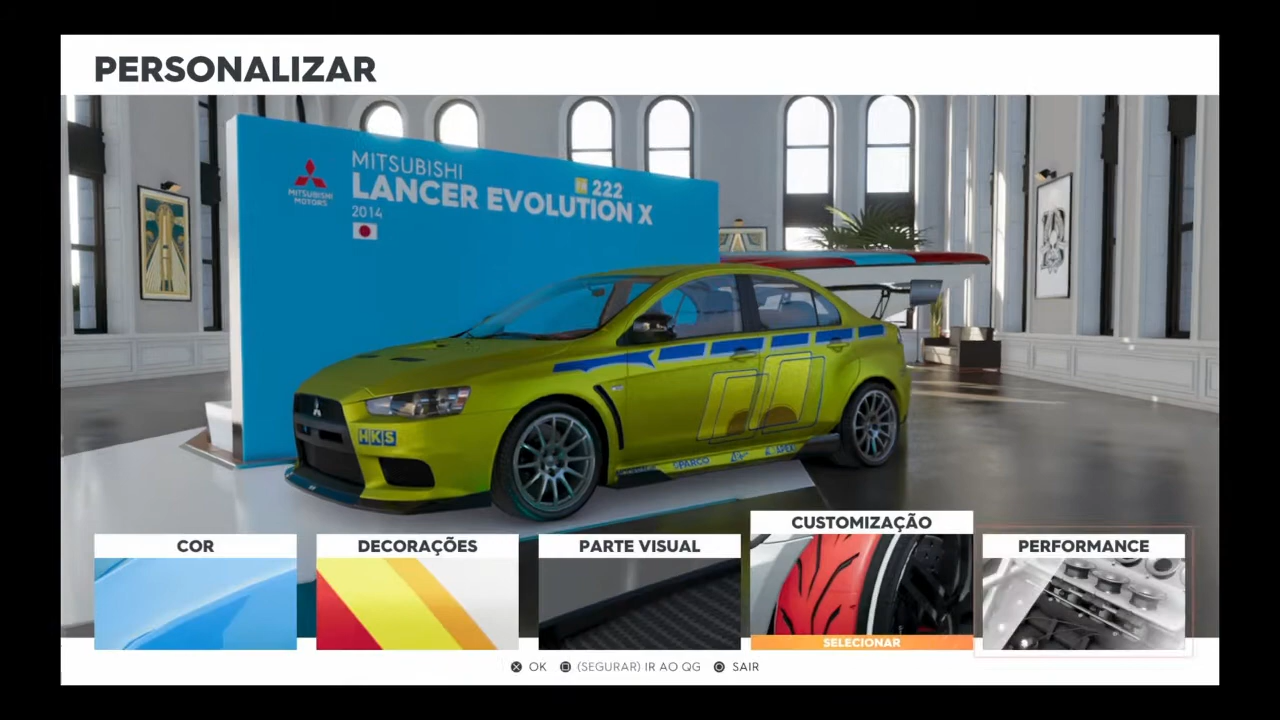 PERSONALIZAR
MITSUBISHI
LANCER EVOLUTION X
222
2014
MITSUBISHI
MOTORS
HKS
SPARCO
COR
DECORAÇÕES
PARTE VISUAL
CUSTOMIZAÇÃO
PERFORMANCE
SELECIONAR
OK
(SEGURAR) IR AO QG
SAIR